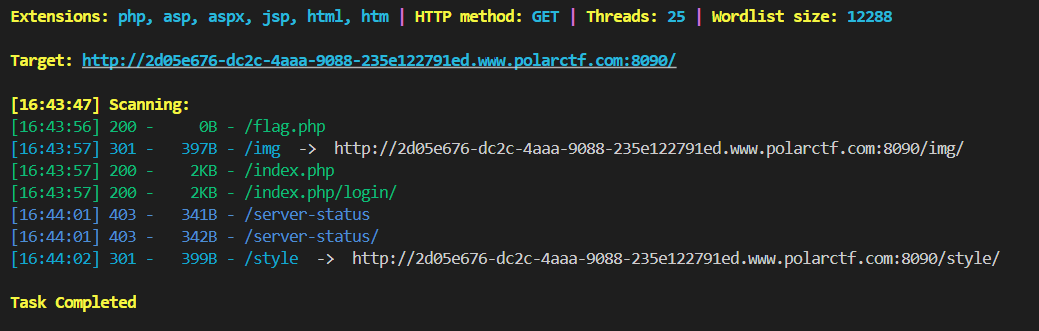 Extensions: php, asp, aspx, jsp, html, htm | HTTP method: GET | Threads: 25 | Wordlist size: 12288
Target: http://2d05e676-dc2c-4aaa-9088-235e122791ed.www.polarctf.com:8090/
[16:43:47] Scanning:
[16:43:56] 200 - 0B - /flag.php
[16:43:57] 301 - 397B - /img -> http://2d05e676-dc2c-4aaa-9088-235e122791ed.www.polarctf.com:8090/img/
[16:43:57] 200 - 2KB - /index.php
[16:43:57] 200 - 2KB - /index.php/login/
[16:44:01] 403 - 341B - /server-status
[16:44:01] 403 - 342B - /server-status/
[16:44:02] 301 - 399B - /style -> http://2d05e676-dc2c-4aaa-9088-235e122791ed.www.polarctf.com:8090/style/
Task Completed